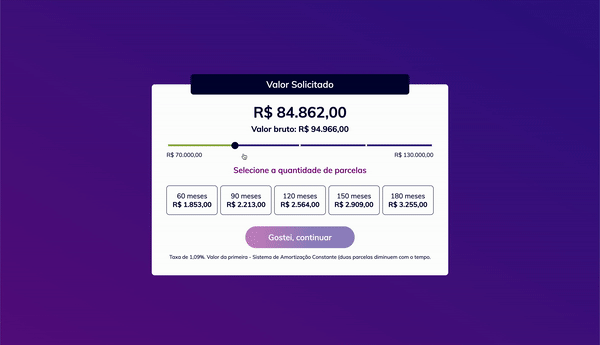 Valor Solicitado
R$ 84.862,00
Valor bruto: R$ 94.966,00
R$ 70.000,00 R$ 130.000,00
Selecione a quantidade de parcelas
60 meses 90 meses 120 meses 150 meses 180 meses
R$ 1.853,00 R$ 2.213,00 R$ 2.564,00 R$ 2.909,00 R$ 3.255,00
Gostei, continuar
Taxa de 1,09%. Valor da primeira - Sistema de Amortização Constante (duas parcelas diminuem com o tempo.